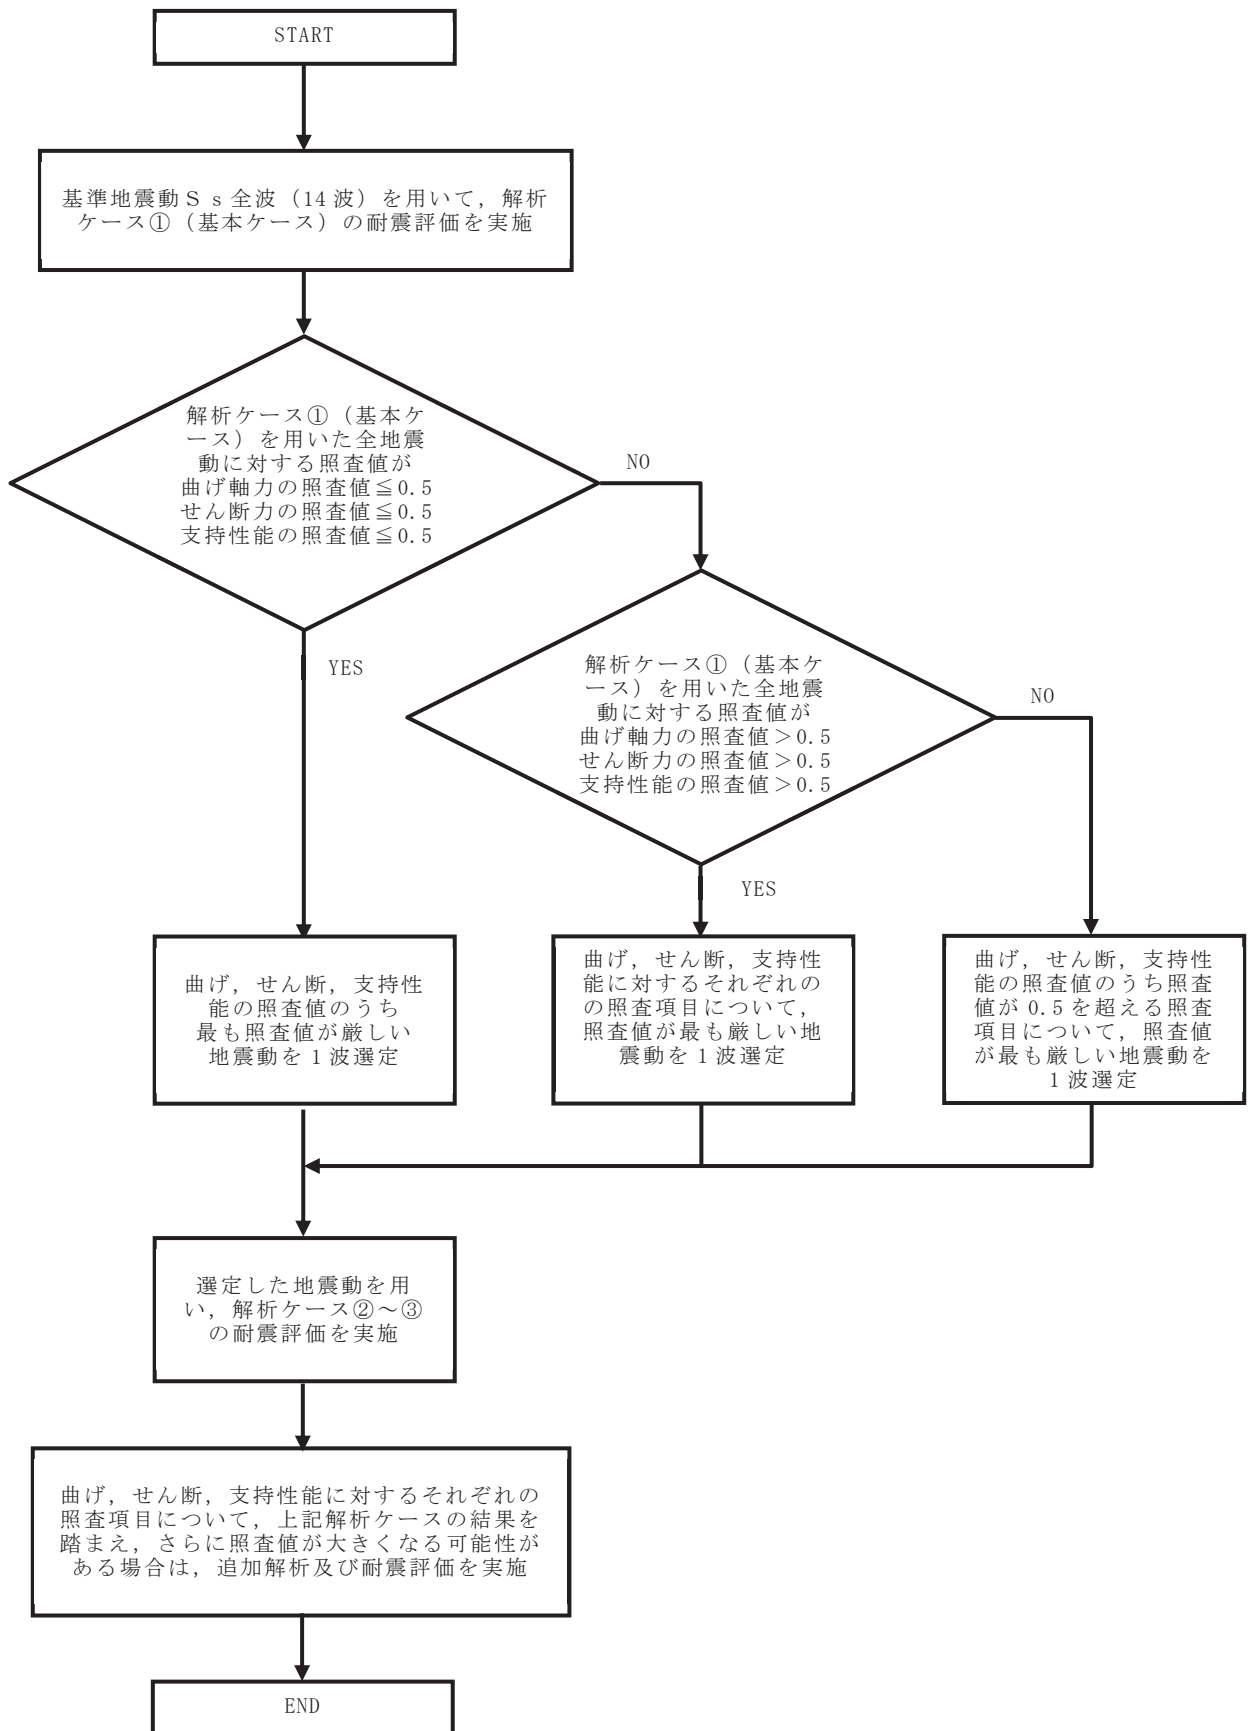 START
基準地震動Ｓｓ全波（14波）を用いて，解析
ケース①（基本ケース）の耐震評価を実施
解析ケース①（基本ケ
ース）を用いた全地震
動に対する照査値が
曲げ軸力の照査値≦0.5
せん断力の照査値≦0.5
支持性能の照査値≦0.5
NO
YES
解析ケース①（基本ケ
ース）を用いた全地震
動に対する照査値が
曲げ軸力の照査値＞0.5
せん断力の照査値＞0.5
支持性能の照査値＞0.5
NO
YES
曲げ，せん断，支持性
能の照査値のうち
最も照査値が厳しい
地震動を1波選定
曲げ，せん断，支持性
能に対するそれぞれの
の照査項目について，
照査値が最も厳しい地
震動を1波選定
曲げ，せん断，支持性
能の照査値のうち照査
値が0.5を超える照査
項目について，照査値
が最も厳しい地震動を
1波選定
選定した地震動を用
い，解析ケース②～③
の耐震評価を実施
曲げ，せん断，支持性能に対するそれぞれの
照査項目について，上記解析ケースの結果を
踏まえ，さらに照査値が大きくなる可能性が
ある場合は，追加解析及び耐震評価を実施
END